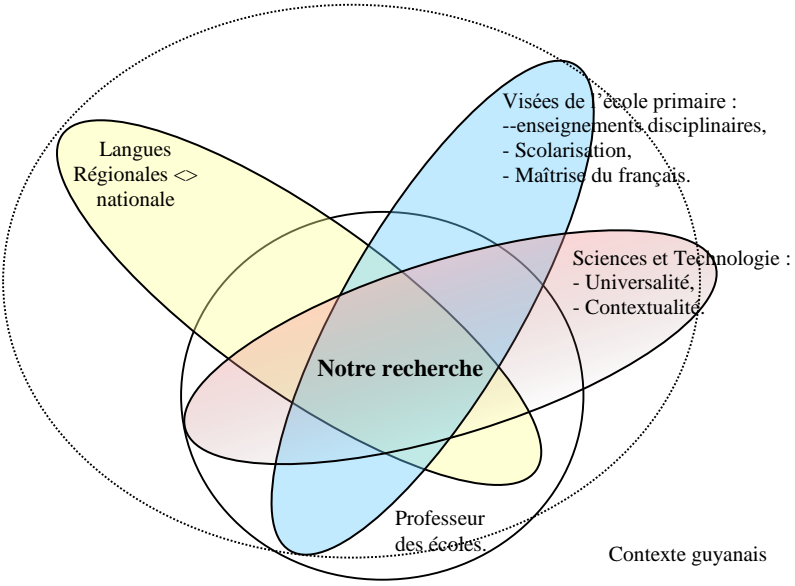 Visées de l'école primaire :
--enseignements disciplinaires,
- Scolarisation,
- Maîtrise du français.
Langues
Régionales <>
nationale
Sciences et Technologie :
- Universalité,
- Contextualité.
Notre recherche
Professeur
des écoles.
Contexte guyanais